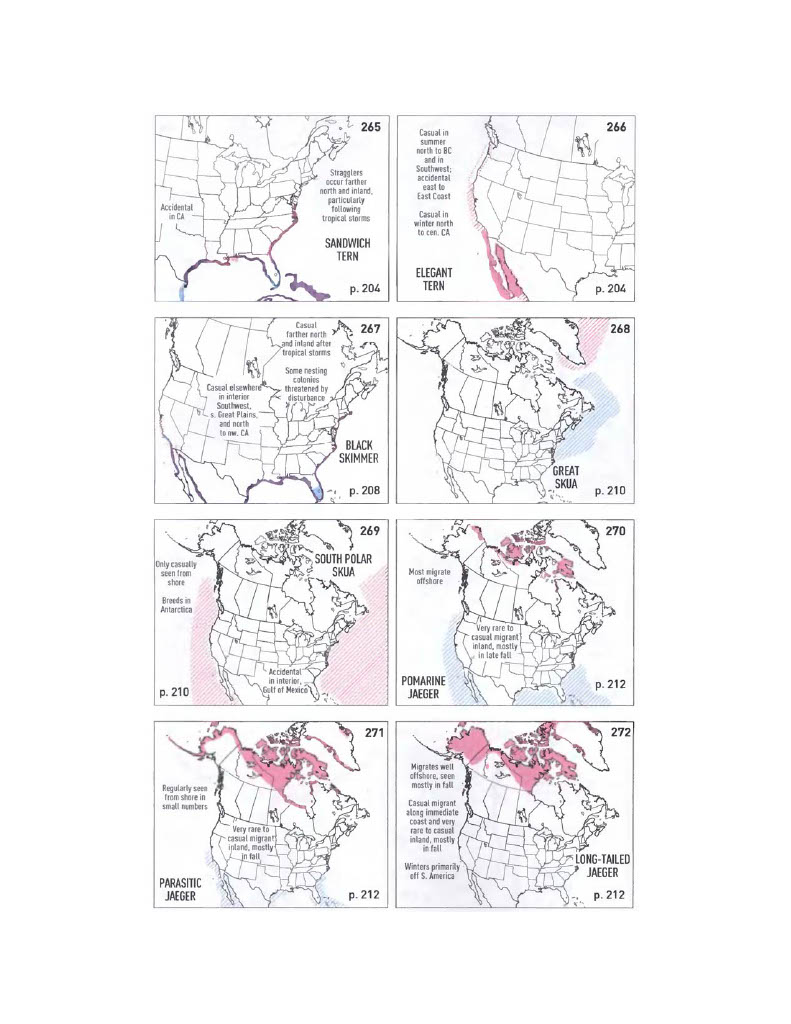 265
Stragglers
occur farther
north and inland,
particularly
following
tropical storms
Accidental
in CA
SANDWICH
TERN
p. 204
266
Casual in
summer
north to BC
and in
Southwest;
accidental
east to
East Coast
Casual in
winter north
to cen. CA
ELEGANT
TERN
p. 204
267
Casual
farther north
and inland after
tropical storms
Some nesting
colonies
threatened by
disturbance
Casual elsewhere
in interior
Southwest,
s. Great Plains,
and north
to nw. CA
BLACK
SKIMMER
p. 208
268
GREAT
SKUA
p. 210
269
SOUTH POLAR
SKUA
Only casually
seen from
shore
Breeds in
Antarctica
Accidental
in interior,
Gulf of Mexico
p. 210
270
Most migrate
offshore
Very rare to
casual migrant
inland, mostly
in late fall
POMARINE
JAEGER
p. 212
271
Regularly seen
from shore in
small numbers
Very rare to
casual migrant
inland, mostly
in fall
PARASITIC
JAEGER
p. 212
272
Migrates well
offshore, seen
mostly in fall
Casual migrant
along immediate
coast and very
rare to casual
inland, mostly
in fall
Winters primarily
off S. America
LONG-TAILED
JAEGER
p. 212